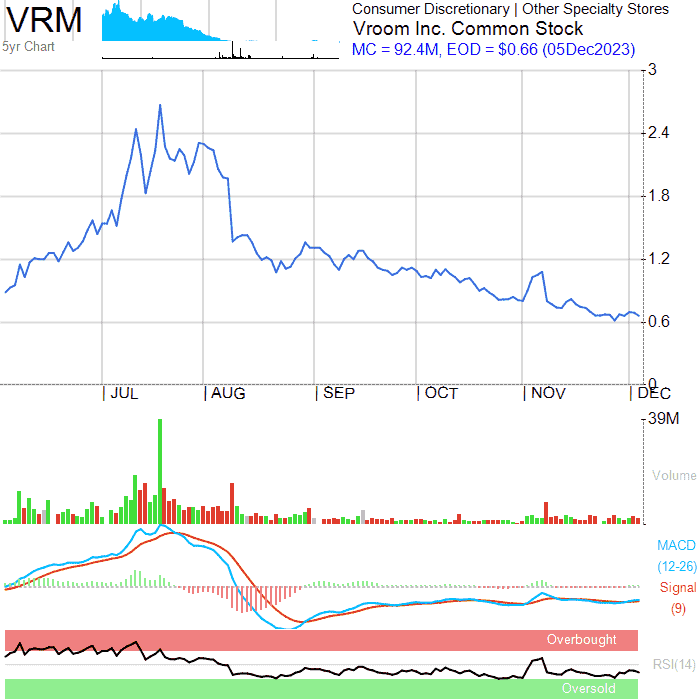 VRM
5yr Chart
Consumer Discretionary | Other Specialty Stores
Vroom Inc. Common Stock
MC = 92.4M, EOD = $0.66 (05Dec2023)
3
2.4
1.8
1.2
0.6
0
| JUL | AUG | SEP | OCT | NOV | DEC
39M
Volume
MACD
(12-26)
Signal
(9)
Overbought
RSI(14)
Oversold